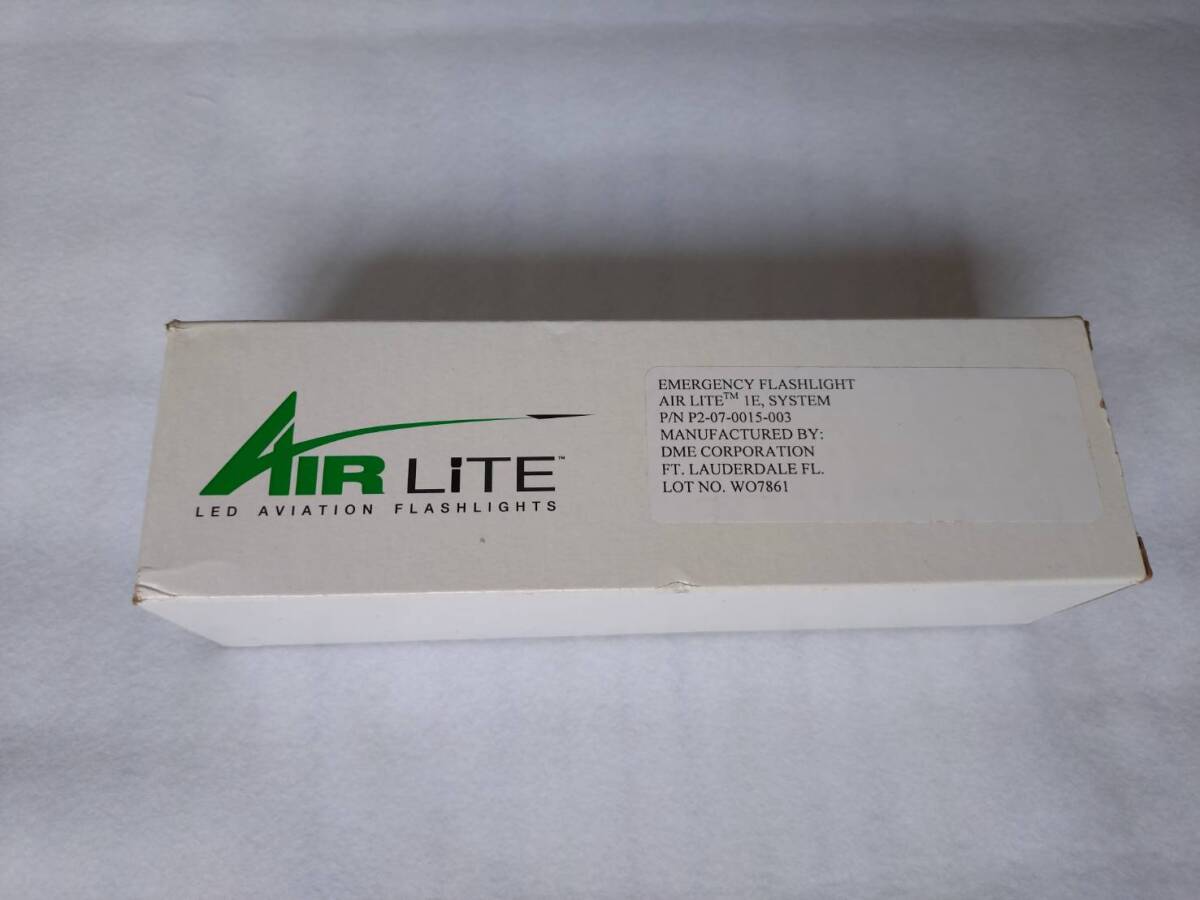 AIR LiTE™
LED AVIATION FLASHLIGHTS
EMERGENCY FLASHLIGHT
AIR LITE™ 1E, SYSTEM
P/N P2-07-0015-003
MANUFACTURED BY:
DME CORPORATION
FT. LAUDERDALE FL.
LOT NO. WO7861